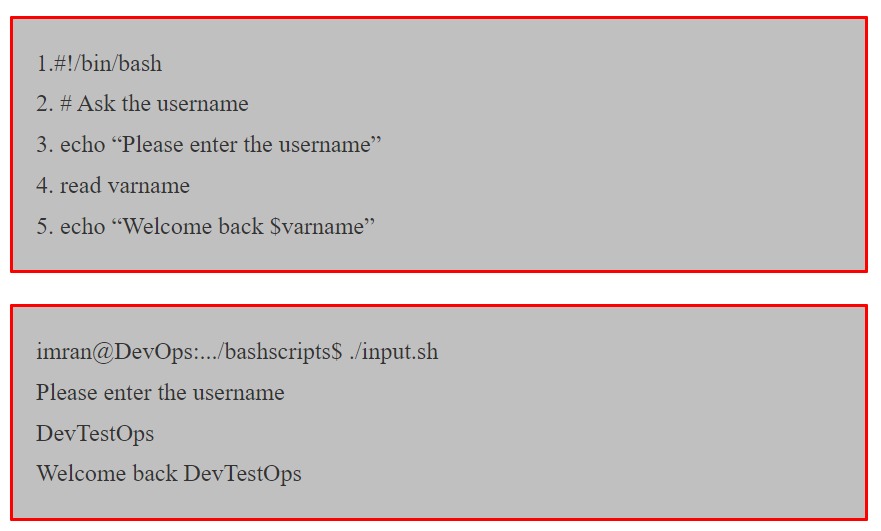 1.#!/bin/bash
2. # Ask the username
3. echo “Please enter the username”
4. read varname
5. echo “Welcome back $varname”
imran@DevOps:.../bashscripts$ ./input.sh
Please enter the username
DevTestOps
Welcome back DevTestOps